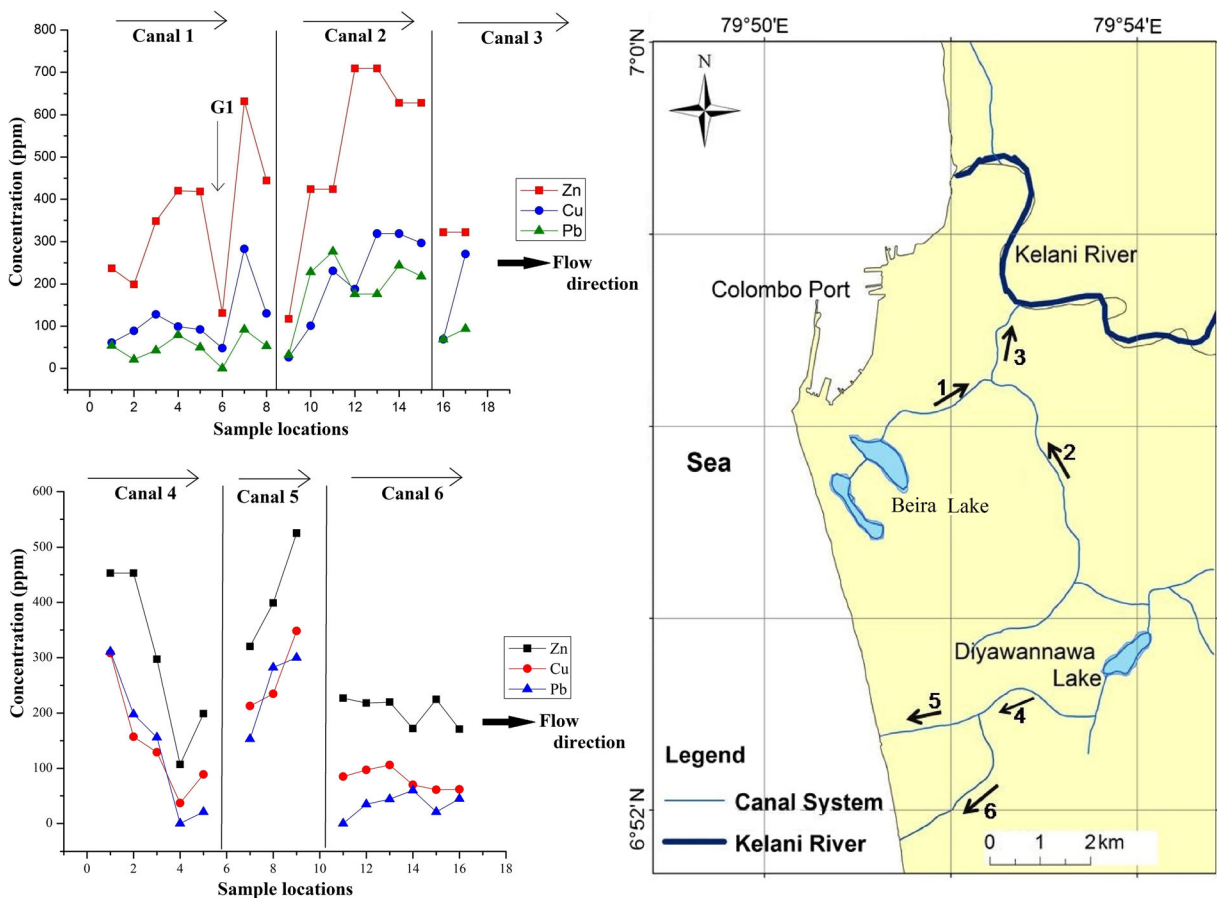 Canal 1
Canal 2
Canal 3
G1
Concentration (ppm)
800
700
600
500
400
300
200
100
0
Zn
Cu
Pb
Flow
direction
0 2 4 6 8 10 12 14 16 18
Sample locations
Canal 4
Canal 5
Canal 6
Concentration (ppm)
600
500
400
300
200
100
0
Zn
Cu
Pb
Flow
direction
0 2 4 6 8 10 12 14 16 18
Sample locations
79°50'E 79°54'E
7°0'N
N
Kelani River
Colombo Port
3
1
2
Sea
Beira Lake
Diyawannawa
Lake
5
4
Legend
Canal System
6
6°52'N
0 1 2km
Kelani River